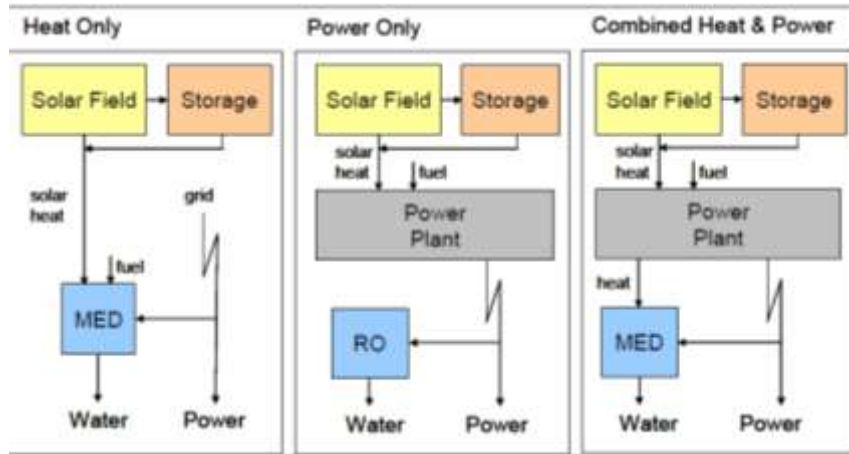 Heat Only
Solar Field
Storage
solar
heat
grid
fuel
MED
Water
Power
Power Only
Solar Field
Storage
solar
heat
fuel
Power
Plant
RO
Water
Power
Combined Heat & Power
Solar Field
Storage
solar
heat
fuel
Power
Plant
heat
MED
Water
Power